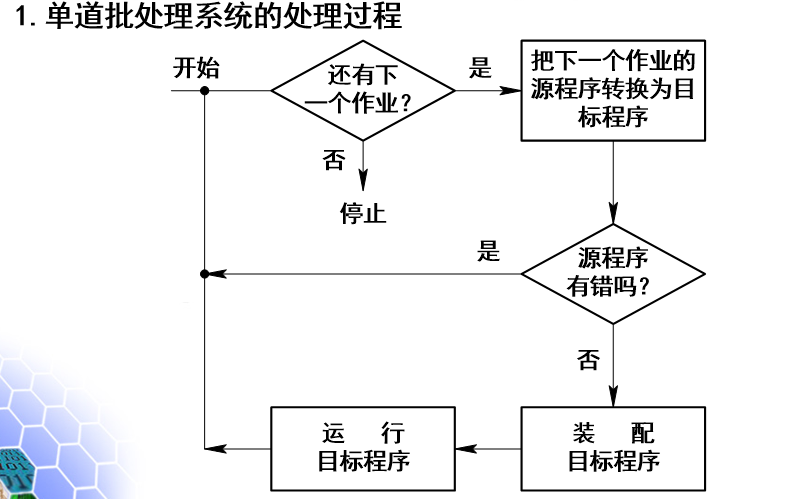 1. 单道批处理系统的处理过程
开始
还有下
一个作业？
是
把下一个作业的
源程序转换为目
标程序
否
停止
是
源程序
有错吗？
否
运 行
目标程序
装 配
目标程序